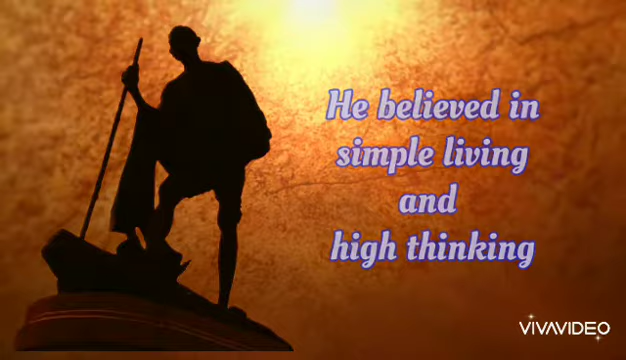 He believed in
simple living
and
high thinking
VIVAVIDEO